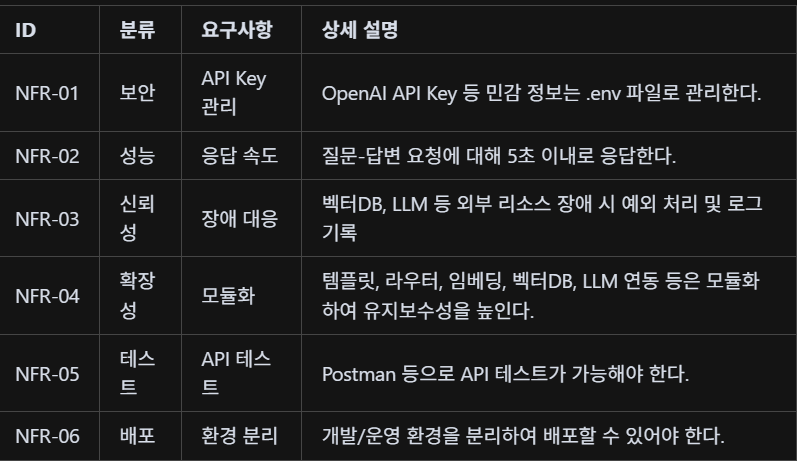 ID 분류 요구사항 상세 설명
NFR-01 보안 API Key 관리 OpenAI API Key 등 민감 정보는 .env 파일로 관리한다.
NFR-02 성능 응답 속도 질문-답변 요청에 대해 5초 이내로 응답한다.
NFR-03 신뢰성 장애 대응 벡터DB, LLM 등 외부 리소스 장애 시 예외 처리 및 로그 기록
NFR-04 확장성 모듈화 템플릿, 라우터, 임베딩, 벡터DB, LLM 연동 등은 모듈화하여 유지보수성을 높인다.
NFR-05 테스트 API 테스트 Postman 등으로 API 테스트가 가능해야 한다.
NFR-06 배포 환경 분리 개발/운영 환경을 분리하여 배포할 수 있어야 한다.